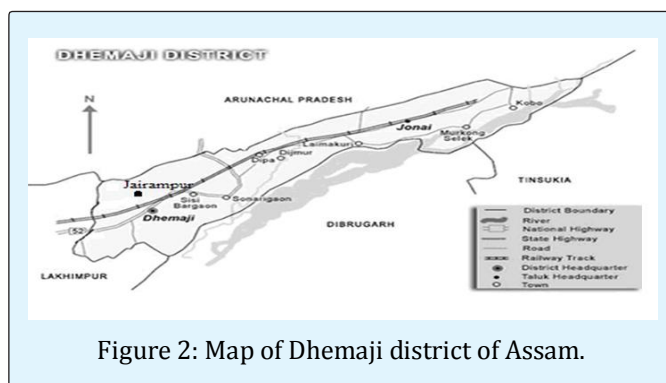 DHEMAJI DISTRICT
N
ARUNACHAL PRADESH
Kobo
Jonai
Murkong
Selek
Laimakuri
Dipa
Dijmur
Jairampur
Sisi
Bargaon
Sonarigaon
Dhemaji
TINSUKIA
DIBRUGARH
52
LAKHIMPUR
District Boundary
River
National Highway
State Highway
Road
Railway Track
District Headquarter
Taluk Headquarter
Town
Figure 2: Map of Dhemaji district of Assam.